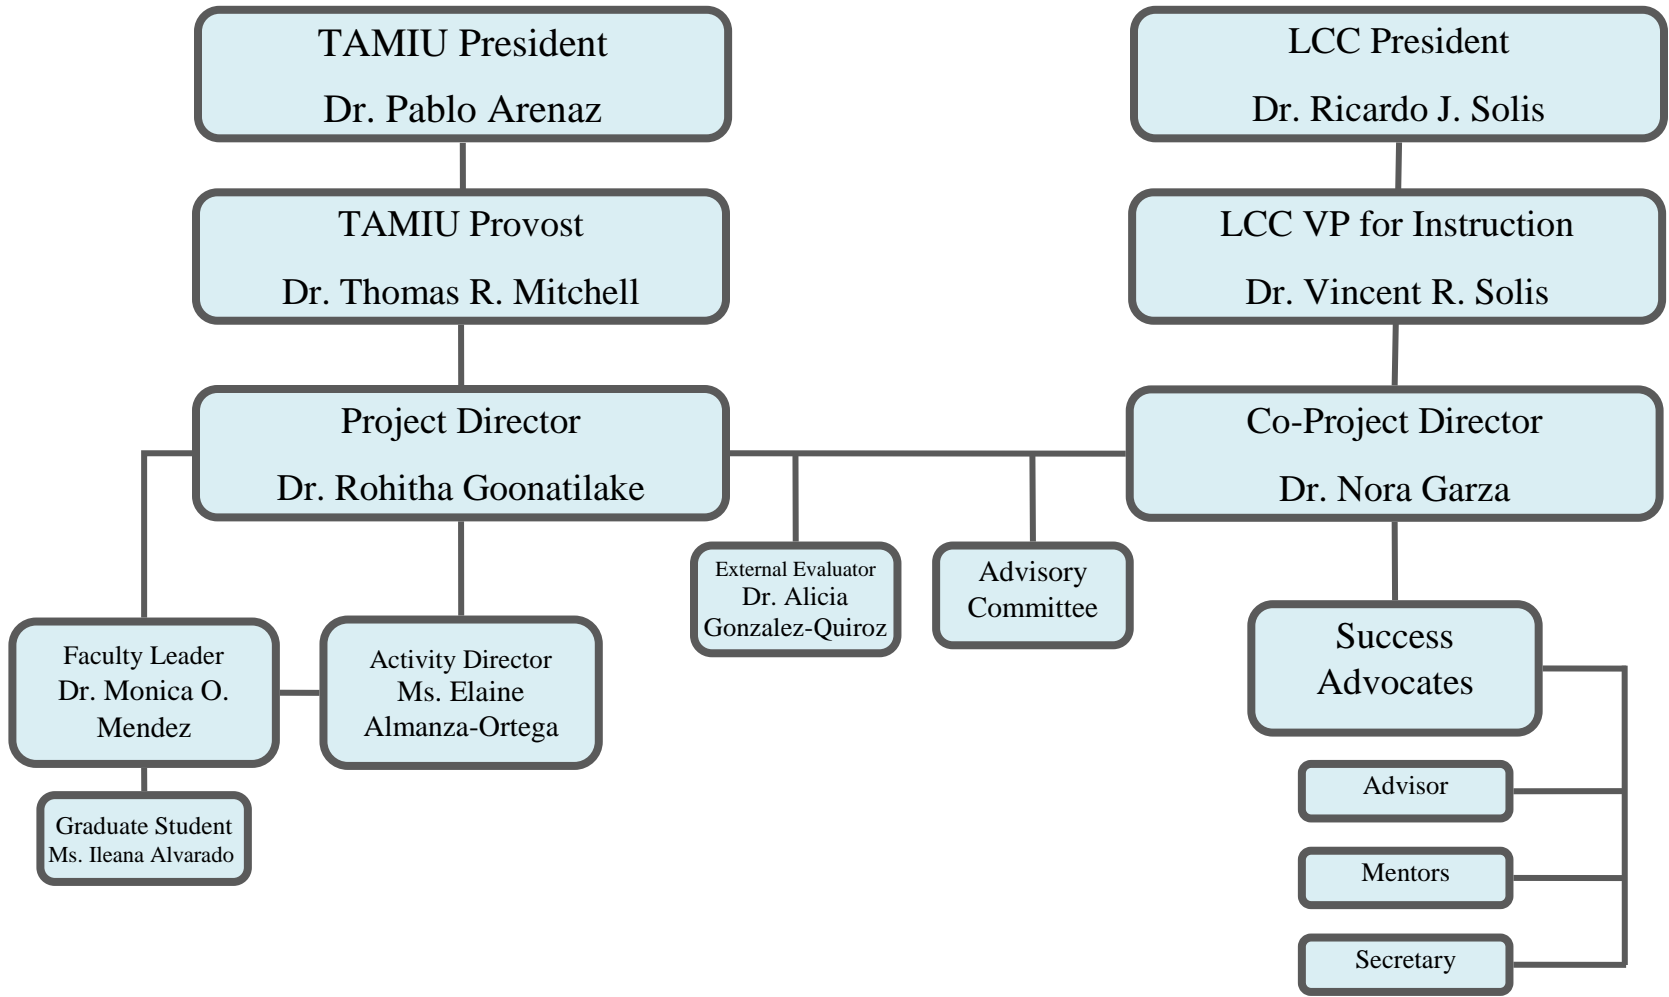 TAMIU President
Dr. Pablo Arenaz
LCC President
Dr. Ricardo J. Solis
TAMIU Provost
Dr. Thomas R. Mitchell
LCC VP for Instruction
Dr. Vincent R. Solis
Project Director
Dr. Rohitha Goonatilake
Co-Project Director
Dr. Nora Garza
External Evaluator
Dr. Alicia
Gonzalez-Quiroz
Advisory
Committee
Faculty Leader
Dr. Monica O.
Mendez
Activity Director
Ms. Elaine
Almanza-Ortega
Success
Advocates
Graduate Student
Ms. Ileana Alvarado
Advisor
Mentors
Secretary